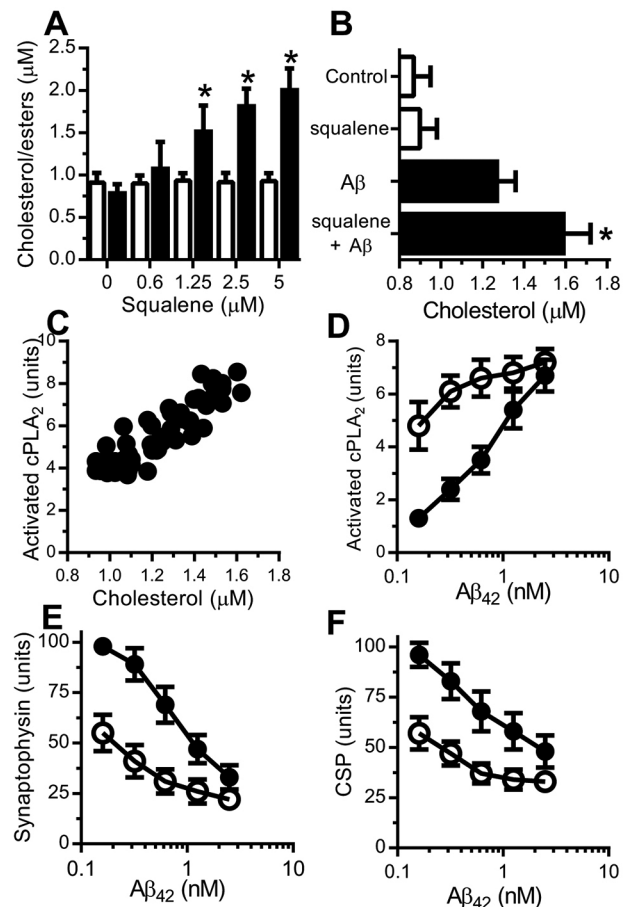 A
Cholesterol/esters (μM)
2.5
2.0
1.5
1.0
0.5
0.0
* * *
0 0.6 1.25 2.5 5
Squalene (μM)
B
Control
squalene
Aβ
squalene
+ Aβ
*
0.8 1.0 1.2 1.4 1.6 1.8
Cholesterol (μM)
C
Activated cPLA₂ (units)
10
8
6
4
2
0
0.8 1.0 1.2 1.4 1.6 1.8
Cholesterol (μM)
D
Activated cPLA₂ (units)
8
6
4
2
0
0.1 1 10
Aβ₄₂ (nM)
E
Synaptophysin (units)
100
75
50
25
0
0.1 1 10
Aβ₄₂ (nM)
F
CSP (units)
100
75
50
25
0
0.1 1 10
Aβ₄₂ (nM)